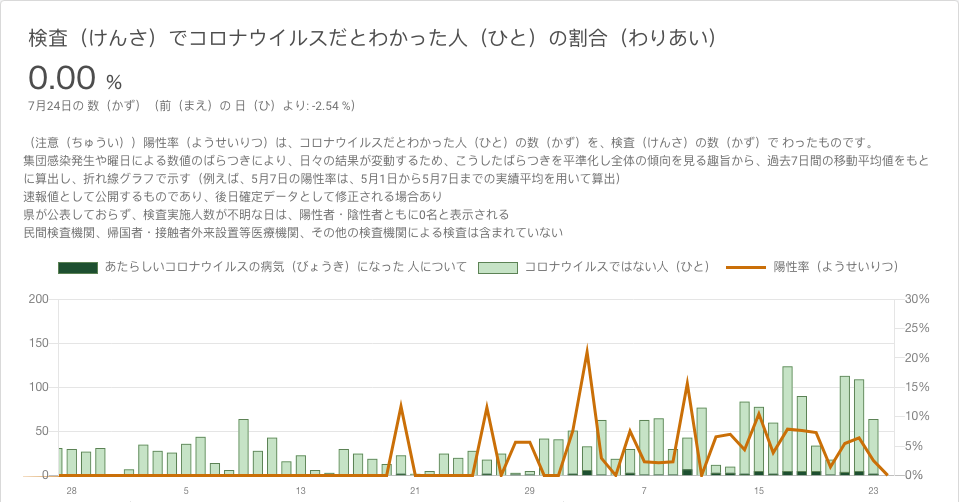 検査（けんさ）でコロナウイルスだとわかった人（ひと）の割合（わりあい）
0.00 %
7月24日の 数（かず）（前（まえ）の 日（ひ）より: -2.54 %）
（注意（ちゅうい））陽性率（ようせいりつ）は、コロナウイルスだとわかった人（ひと）の数（かず）を、検査（けんさ）の数（かず）で わったものです。
集団感染発生や曜日による数値のばらつきにより、日々の結果が変動するため、こうしたばらつきを平準化し全体の傾向を見る趣旨から、過去7日間の移動平均値をもと
に算出し、折れ線グラフで示す（例えば、5月7日の陽性率は、5月1日から5月7日までの実績平均を用いて算出）
速報値として公開するものであり、後日確定データとして修正される場合あり
県が公表しておらず、検査実施人数が不明な日は、陽性者・陰性者ともに0名と表示される
民間検査機関、帰国者・接触者外来設置等医療機関、その他の検査機関による検査は含まれていない
あたらしいコロナウイルスの病気（びょうき）になった 人について コロナウイルスではない人（ひと） 陽性率（ようせいりつ）
200 30%
25%
150 20%
100 15%
10%
50 5%
0 0%
28 5 13 21 29 7 15 23